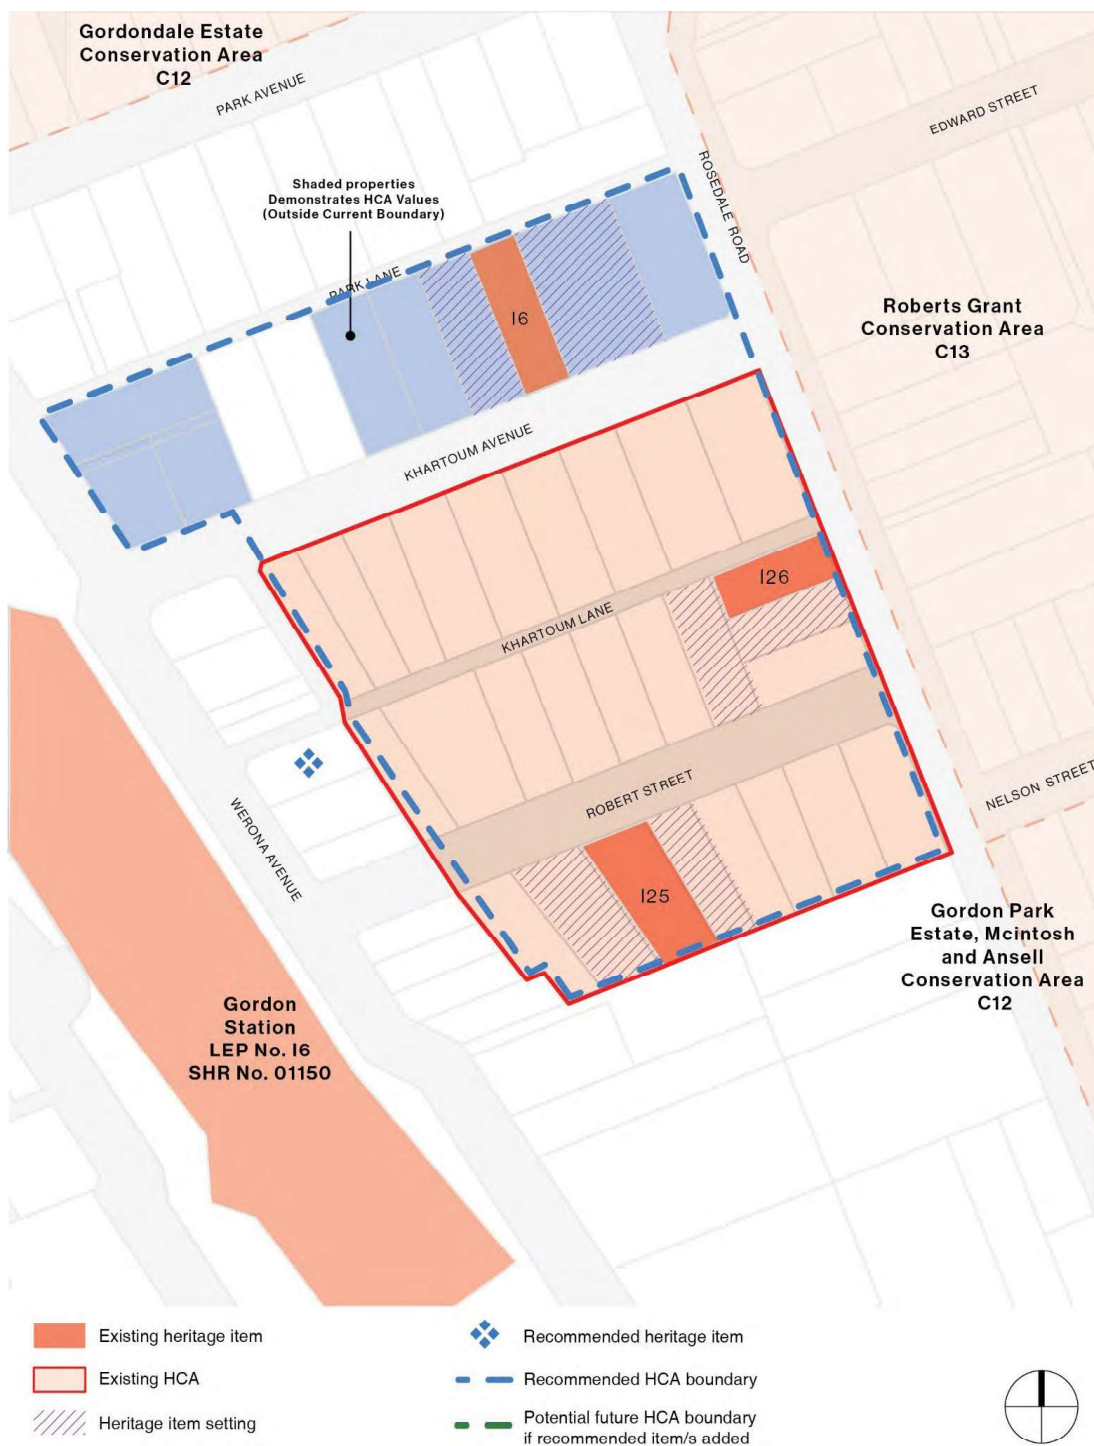 Gordondale Estate
Conservation Area
C12
PARK AVENUE
EDWARD STREET
Shaded properties
Demonstrates HCA Values
(Outside Current Boundary)
ROSEDALE ROAD
PARK LANE
I6
Roberts Grant
Conservation Area
C13
KHARTOUM AVENUE
I26
KHARTOUM LANE
ROBERT STREET
NELSON STREET
WERONA AVENUE
I25
Gordon Park
Estate, Mcintosh
and Ansell
Conservation Area
C12
Gordon
Station
LEP No. I6
SHR No. 01150
Existing heritage item
Existing HCA
Heritage item setting
Recommended heritage item
Recommended HCA boundary
Potential future HCA boundary
if recommended item/s added